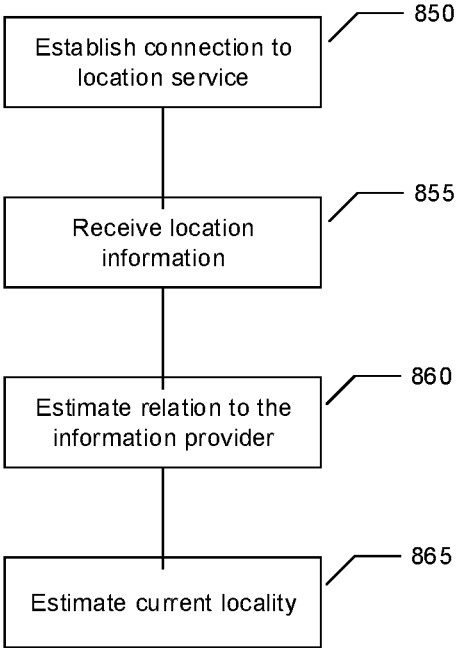 850
Establish connection to
location service
855
Receive location
information
860
Estimate relation to the
information provider
865
Estimate current locality